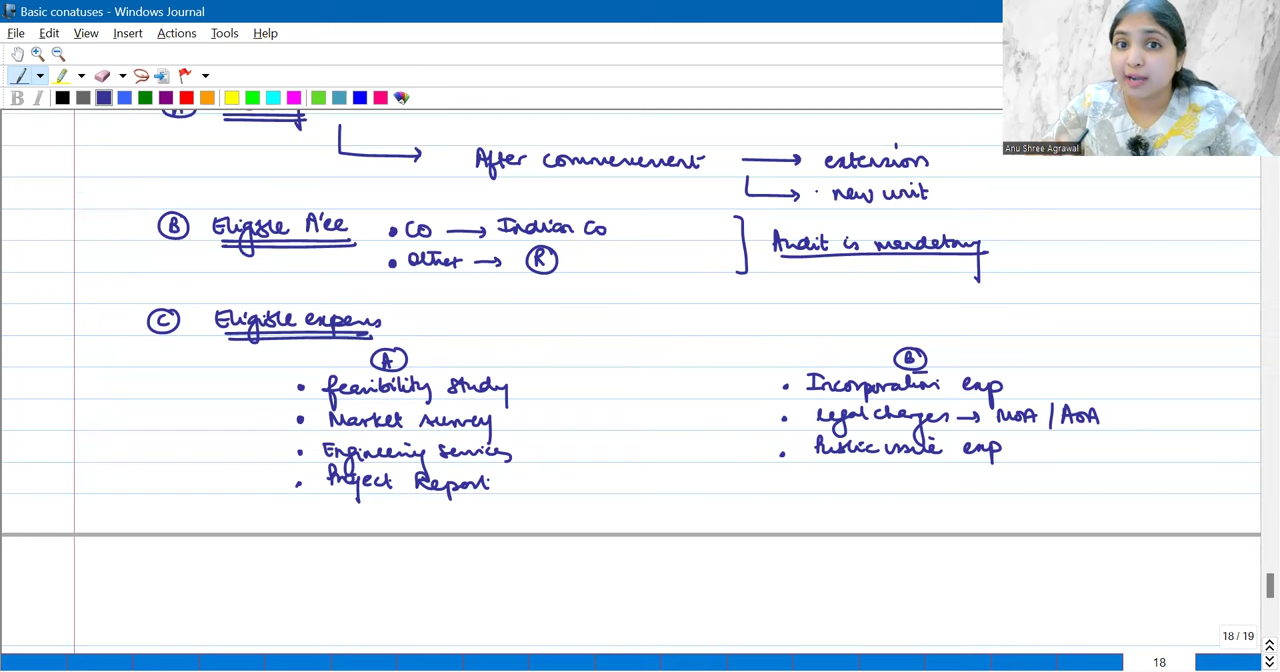 Basic conatuses - Windows Journal
File Edit View Insert Actions Tools Help
B I
Anu Shree Agrawal
After commencement → extension
→ new unit
B Eligible A'ee • CO → Indian Co
• Other → R
Audit is mandatory
C Eligible expens
A
• feasibility study
• Market survey
• Engineering services
• Project Report
B
• Incorporation exp
• legal charges → MOA / AOA
• Public issue exp
18 / 19
18